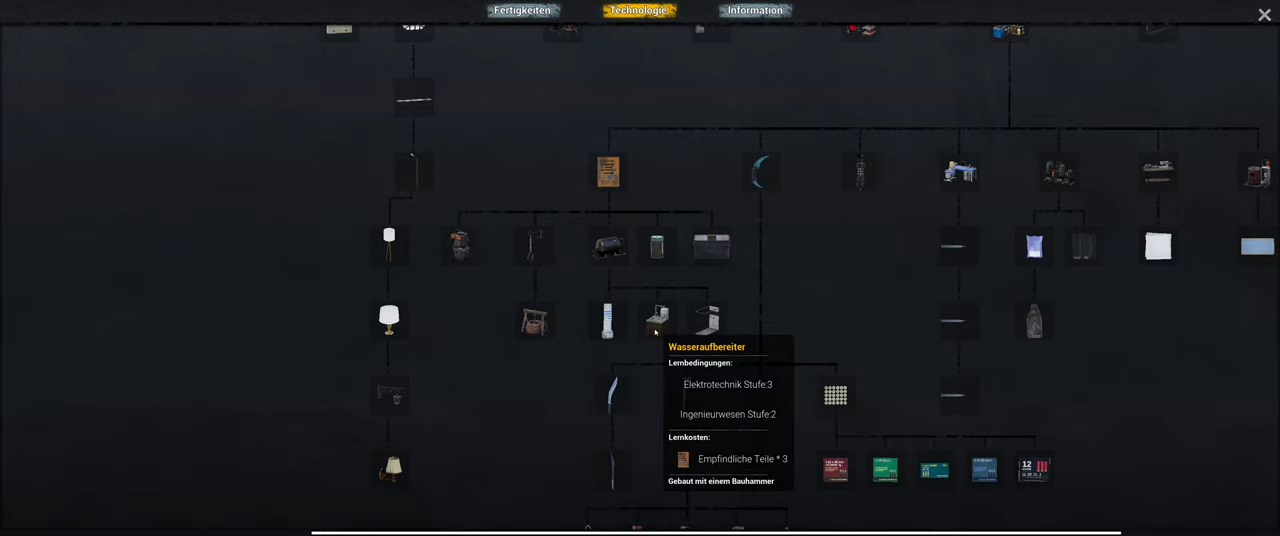 Fertigkeiten
Technologie
Information
Wasseraufbereiter
Lernbedingungen:
Elektrotechnik Stufe:3
Ingenieurwesen Stufe:2
Lernkosten:
Empfindliche Teile * 3
Gebaut mit einem Bauhammer
12